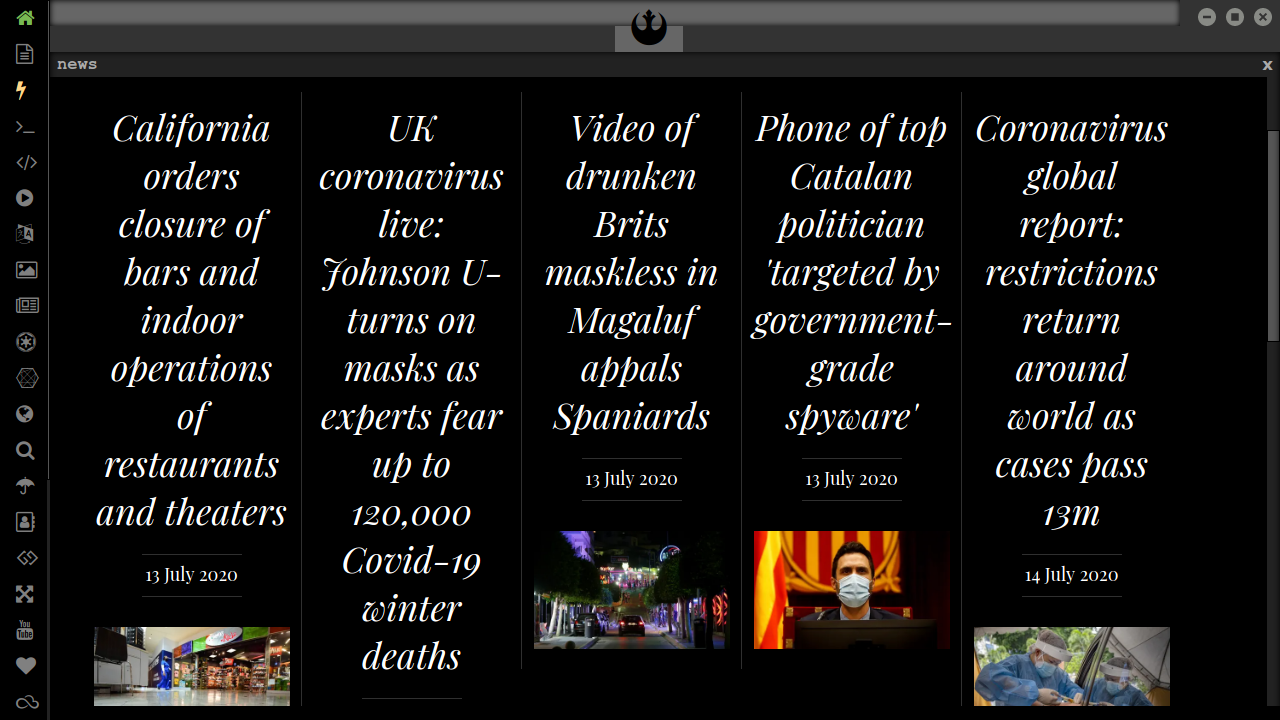 news
x
California
orders
closure of
bars and
indoor
operations
of
restaurants
and theaters
13 July 2020
UK
coronavirus
live:
Johnson U-
turns on
masks as
experts fear
up to
120,000
Covid-19
winter
deaths
Video of
drunken
Brits
maskless in
Magaluf
appals
Spaniards
13 July 2020
Phone of top
Catalan
politician
'targeted by
government-
grade
spyware'
13 July 2020
Coronavirus
global
report:
restrictions
return
around
world as
cases pass
13m
14 July 2020
You
Tube